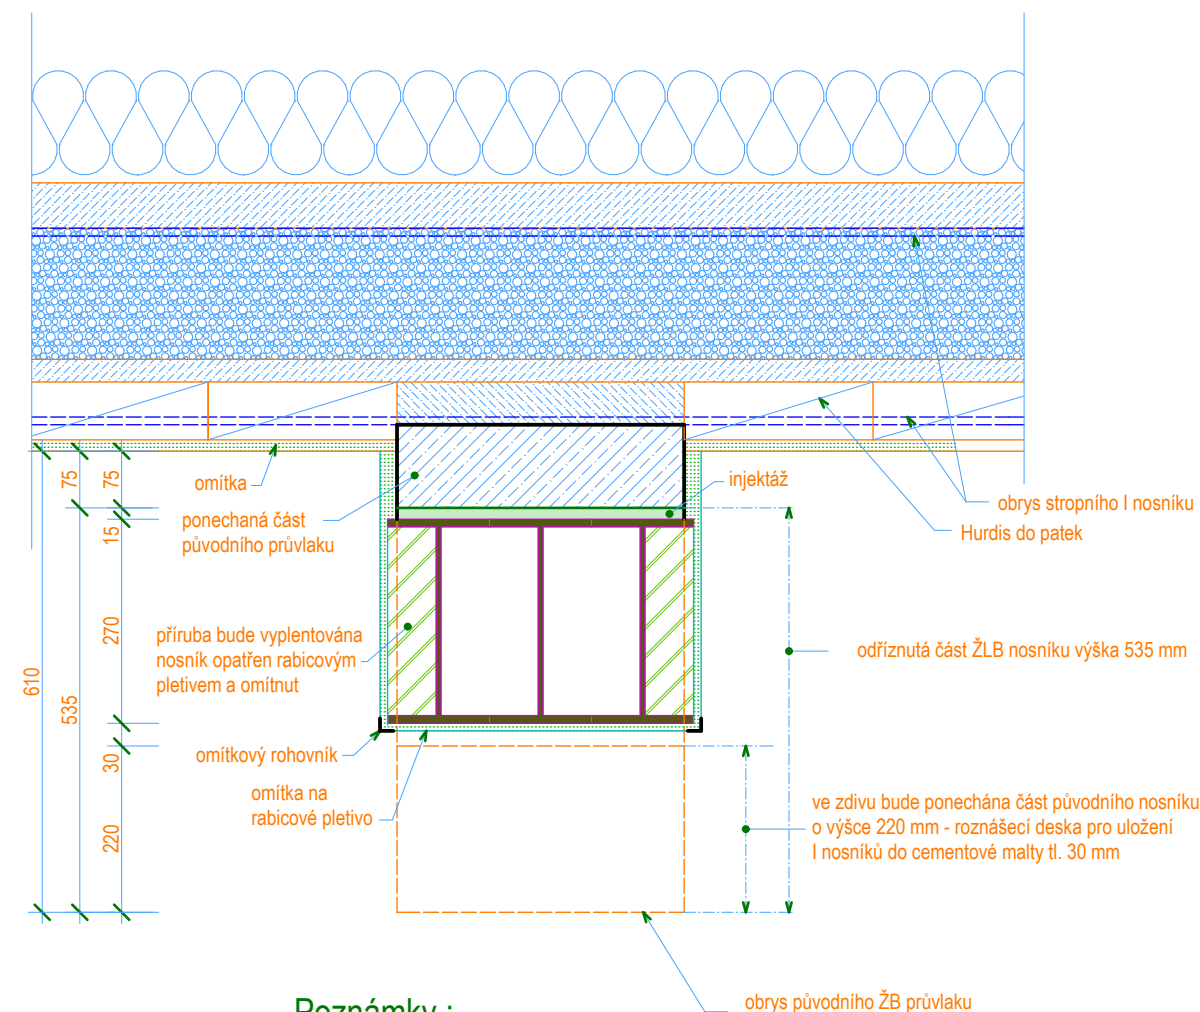 omítka
injektáž
ponechaná část
původního průvlaku
obrys stropního I nosníku
Hurdis do patek
příruba bude vyplentována
nosník opatřen rabicovým
pletivem a omítnut
odříznutá část ŽLB nosníku výška 535 mm
omítkový rohovník
omítka na
rabicové pletivo
ve zdivu bude ponechána část původního nosníku
o výšce 220 mm - roznášecí deska pro uložení
I nosníků do cementové malty tl. 30 mm
obrys původního ŽB průvlaku
610
75
535
75
15
270
30
220
Poznámky :